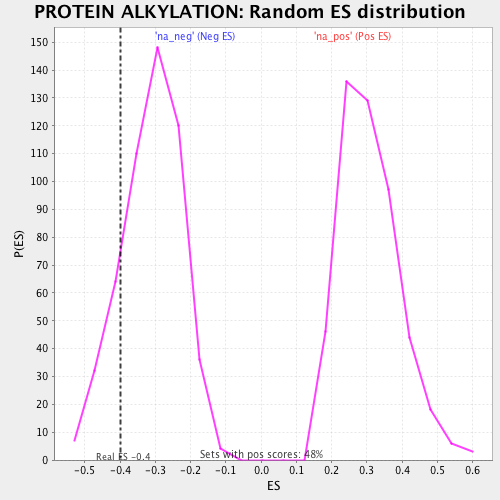 PROTEIN ALKYLATION: Random ES distribution
'na_neg' (Neg ES)
'na_pos' (Pos ES)
150
140
130
120
110
100
90
80
70
60
50
40
30
20
10
0
P(ES)
Real ES -0.4
Sets with pos scores: 48%
-0.5 -0.4 -0.3 -0.2 -0.1 0.0 0.1 0.2 0.3 0.4 0.5 0.6
ES